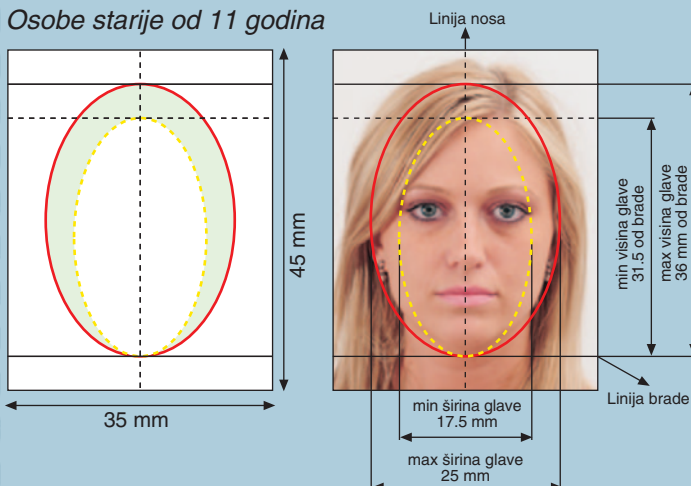 Osobe starije od 11 godina
Linija nosa
45 mm
35 mm
min visina glave
31.5 od brade
max visina glave
36 mm od brade
Linija brade
min širina glave
17.5 mm
max širina glave
25 mm